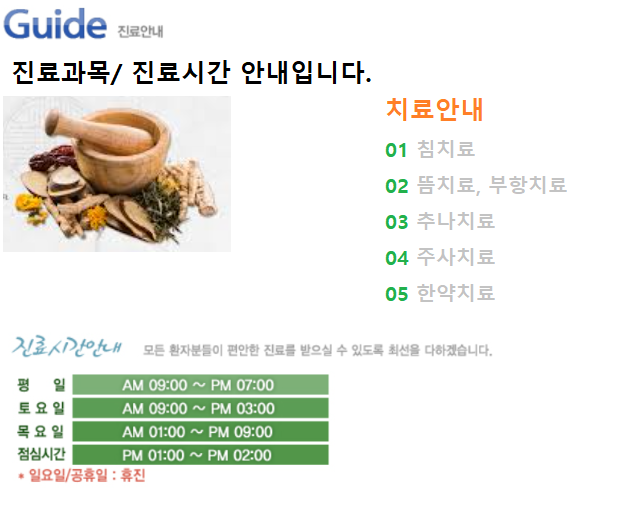 Guide 진료안내
진료과목/ 진료시간 안내입니다.
치료안내
01 침치료
02 뜸치료, 부항치료
03 추나치료
04 주사치료
05 한약치료
진료시간안내 모든 환자분들이 편안한 진료를 받으실 수 있도록 최선을 다하겠습니다.
평 일 AM 09:00 ~ PM 07:00
토 요 일 AM 09:00 ~ PM 03:00
목 요 일 AM 01:00 ~ PM 09:00
점심시간 PM 01:00 ~ PM 02:00
* 일요일/공휴일 : 휴진